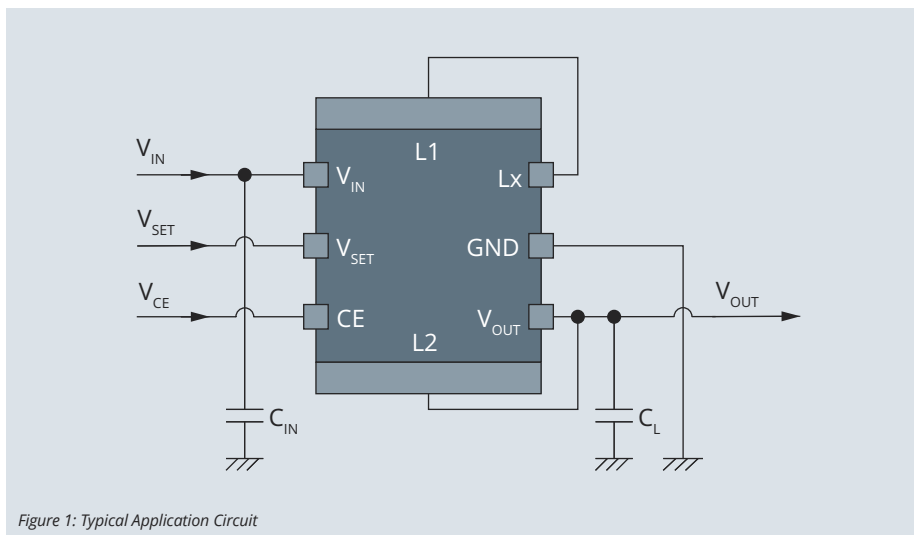 L1
V_IN
V_IN
Lx
V_SET
V_SET
GND
V_CE
CE
V_OUT
V_OUT
L2
C_IN
C_L
Figure 1: Typical Application Circuit